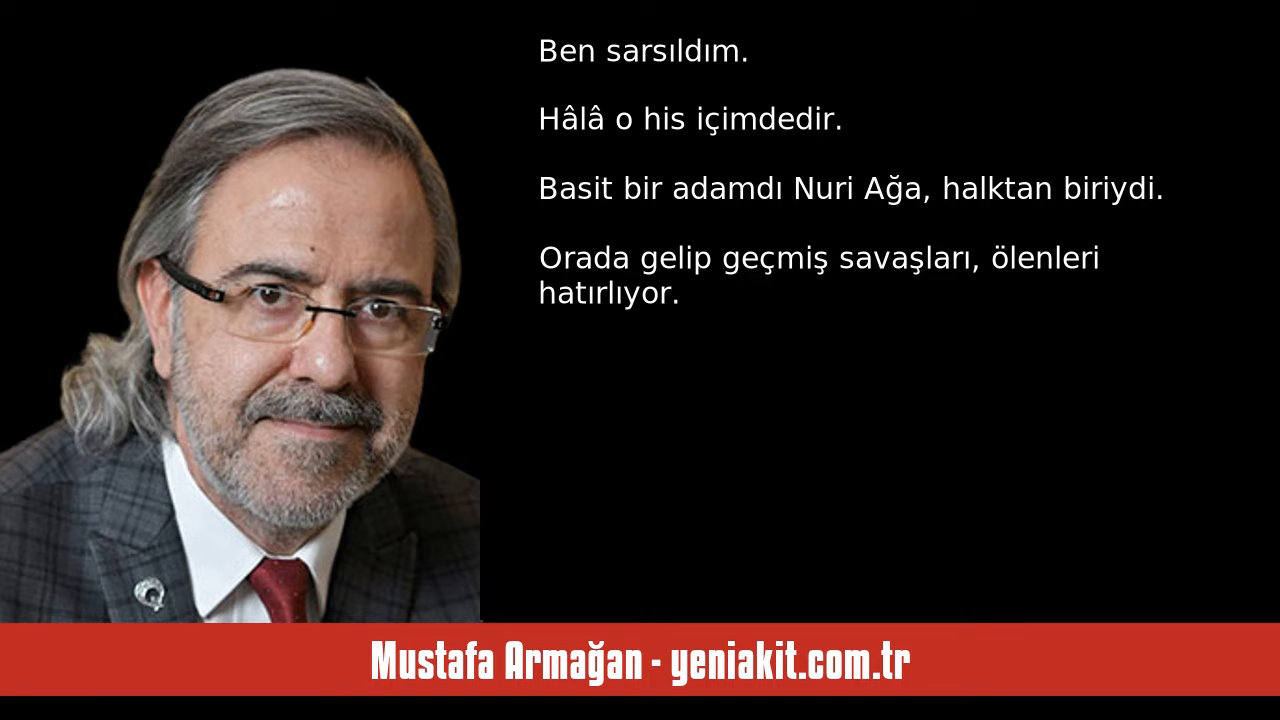 Ben sarsıldım.
Hâlâ o his içimdedir.
Basit bir adamdı Nuri Ağa, halktan biriydi.
Orada gelip geçmiş savaşları, ölenleri
hatırlıyor.
Mustafa Armağan - yeniakit.com.tr